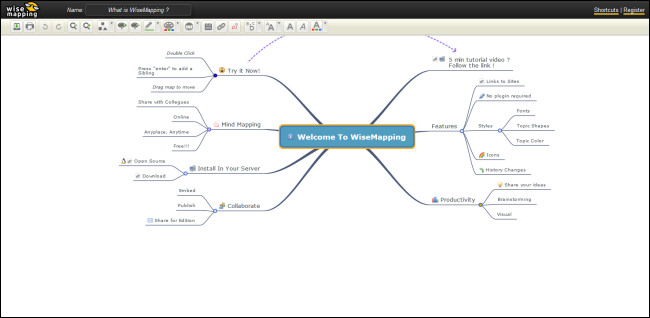 wise
mapping
Name:
What is WiseMapping ?
Shortcuts | Register
Double Click
Press "enter" to add a
Sibling
Drag map to move
Try it Now!
Share with Collegues
Online
Anyplace, Anytime
Free!!!
Mind Mapping
Open Source
Download
Install In Your Server
Embed
Publish
Share for Edition
Collaborate
Welcome To WiseMapping
5 min tutorial video ?
Follow the link !
Features
Links to Sites
No plugin required
Styles
Fonts
Topic Shapes
Topic Color
Icons
History Changes
Productivity
Share your ideas
Brainstorming
Visual